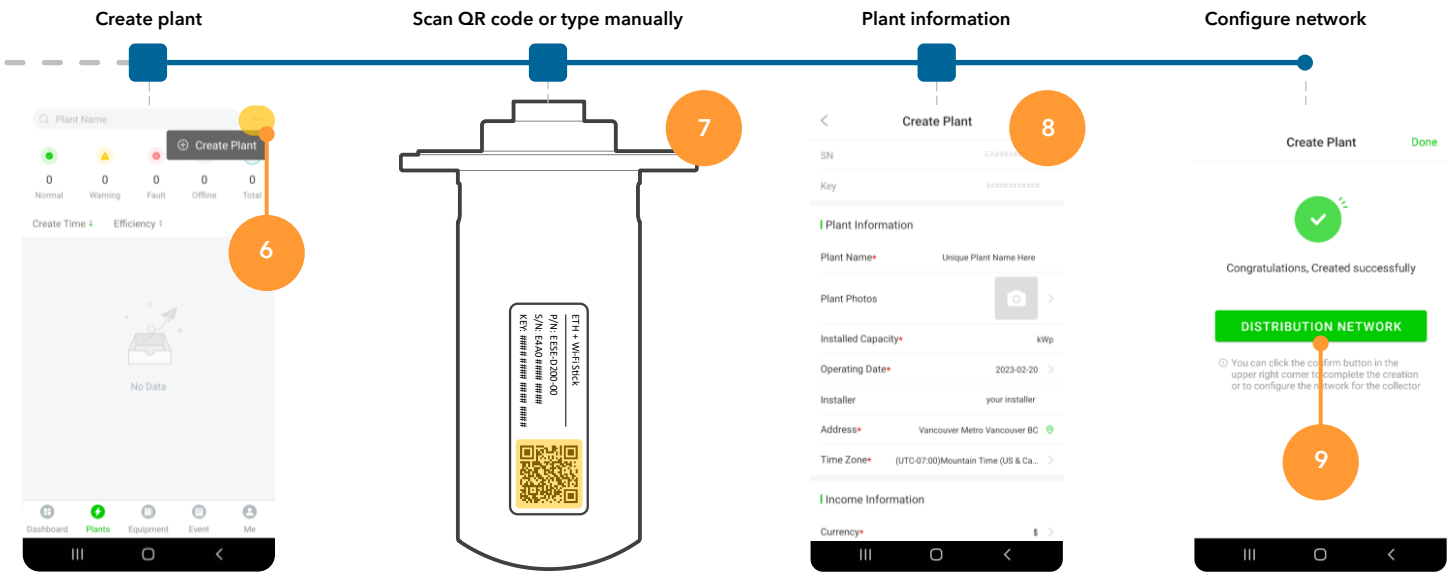 Create plant
Scan QR code or type manually
Plant information
Configure network
Plant Name
...
Create Plant
0
0
0
0
0
Normal
Warning
Fault
Offline
Total
Create Time
Efficiency
6
No Data
Dashboard
Plants
Equipment
Event
Me
7
ETH + Wi-Fi Stick
P/N: EESE-D200-00
S/N: E4A0 #### ####
KEY: #### #### #### ####
Create Plant
8
SN
EA########
Key
############
Plant Information
Plant Name*
Unique Plant Name Here
Plant Photos
Installed Capacity*
kWp
Operating Date*
2023-02-20
Installer
your installer
Address*
Vancouver Metro Vancouver BC
Time Zone*
(UTC-07:00)Mountain Time (US & Ca...
Income Information
Currency*
$
Create Plant
Done
Congratulations, Created successfully
DISTRIBUTION NETWORK
You can click the confirm button in the
upper right corner to complete the creation
or to configure the network for the collector
9